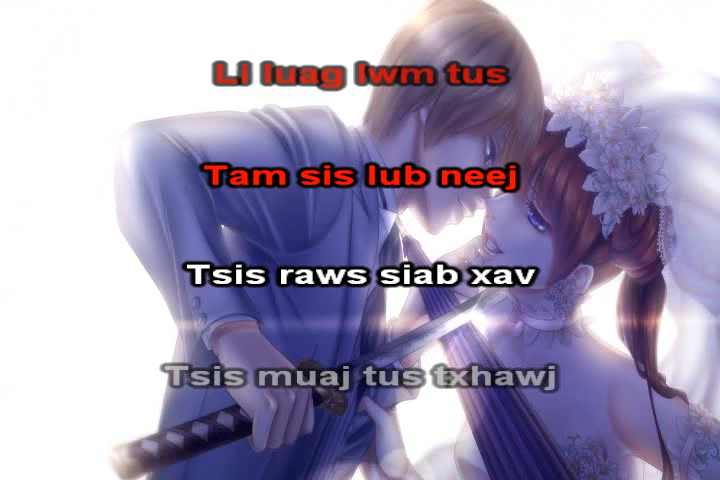 Li luag lwm tus
Tam sis lub neej
Tsis raws siab xav
Tsis muaj tus txhawj